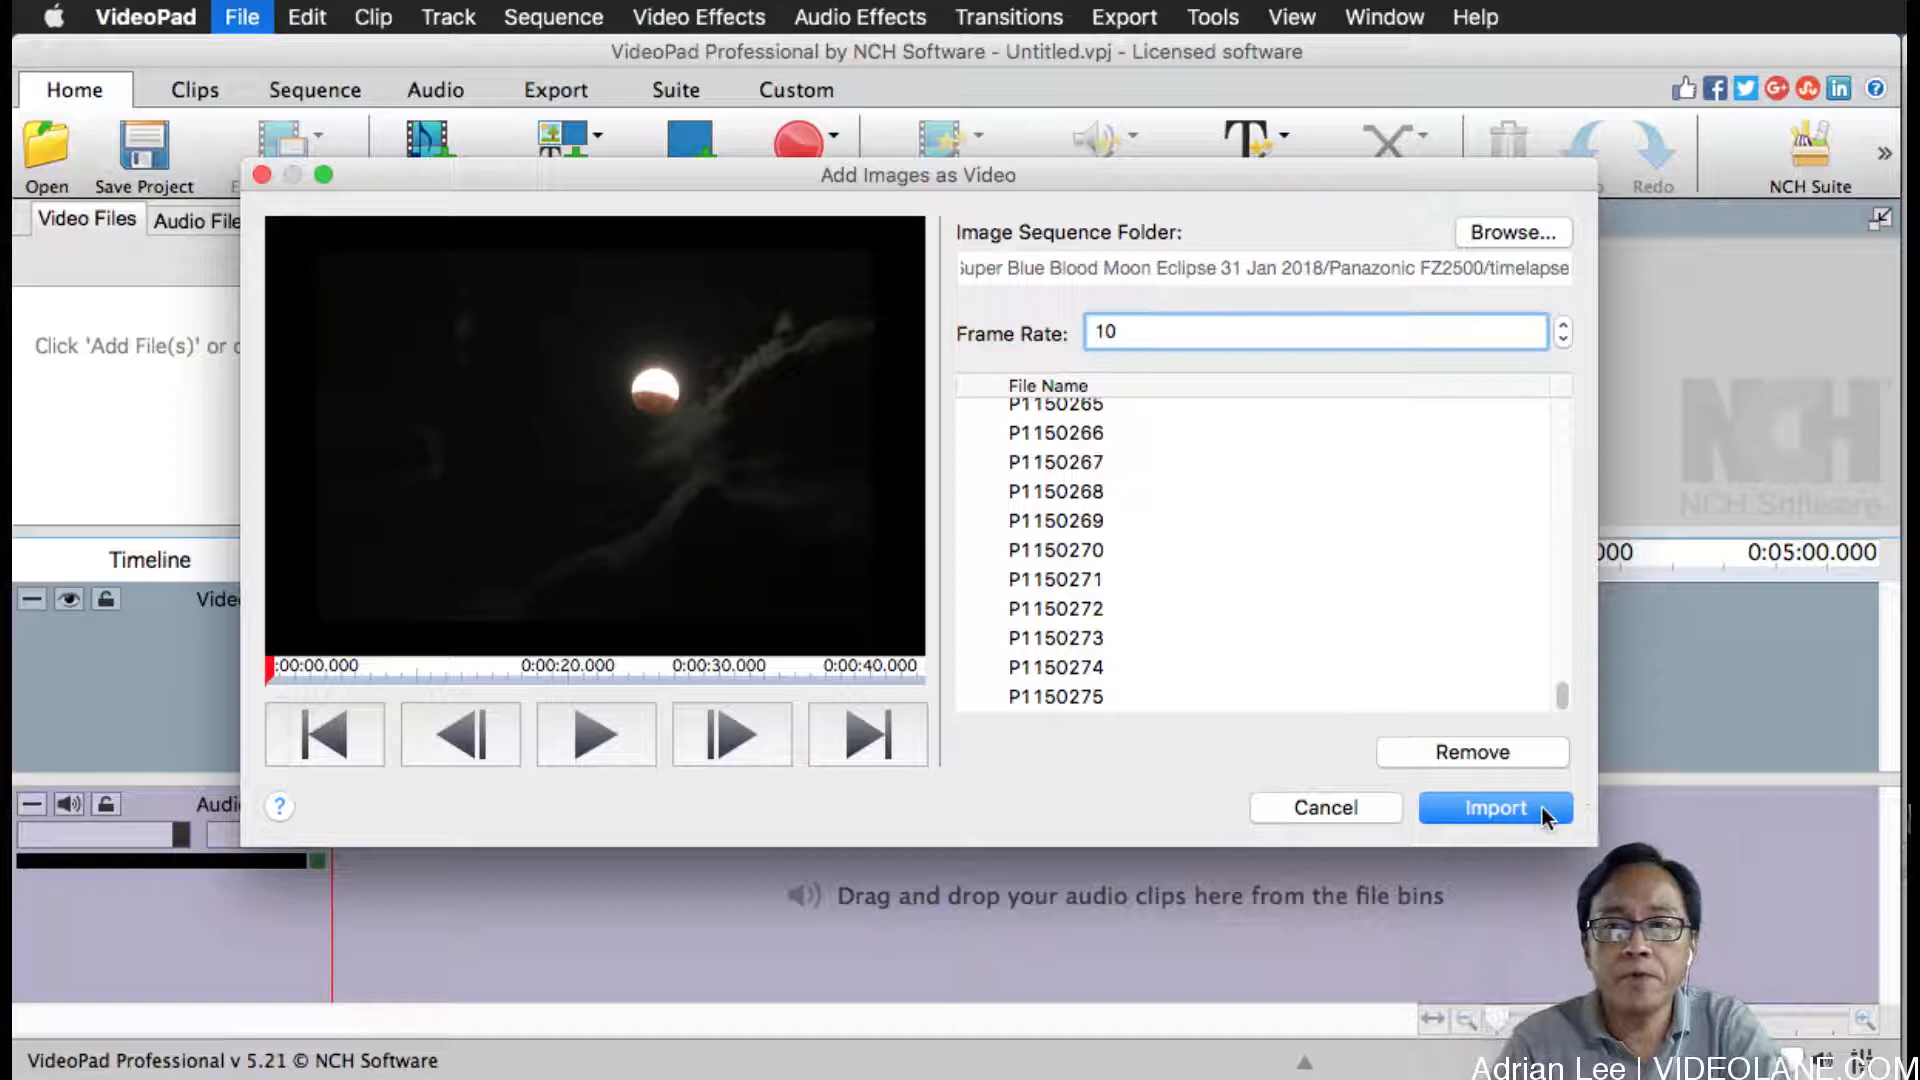 VideoPad File Edit Clip Track Sequence Video Effects Audio Effects Transitions Export Tools View Window Help
VideoPad Professional by NCH Software - Untitled.vpj - Licensed software
Home Clips Sequence Audio Export Suite Custom
Open Save Project Redo NCH Suite
Add Images as Video
Video Files Audio File
Image Sequence Folder: Browse...
Super Blue Blood Moon Eclipse 31 Jan 2018/Panazonic FZ2500/timelapse
Click 'Add File(s)' or
Frame Rate: 10
File Name
P1150265
P1150266
P1150267
P1150268
P1150269
P1150270
P1150271
P1150272
P1150273
P1150274
P1150275
NCH
NCH Software
Timeline
000 0:05:00.000
Vide
:00:00.000 0:00:20.000 0:00:30.000 0:00:40.000
Remove
Audi
? Cancel Import
Drag and drop your audio clips here from the file bins
VideoPad Professional v 5.21 © NCH Software
Adrian Lee | VIDEOLANE.COM